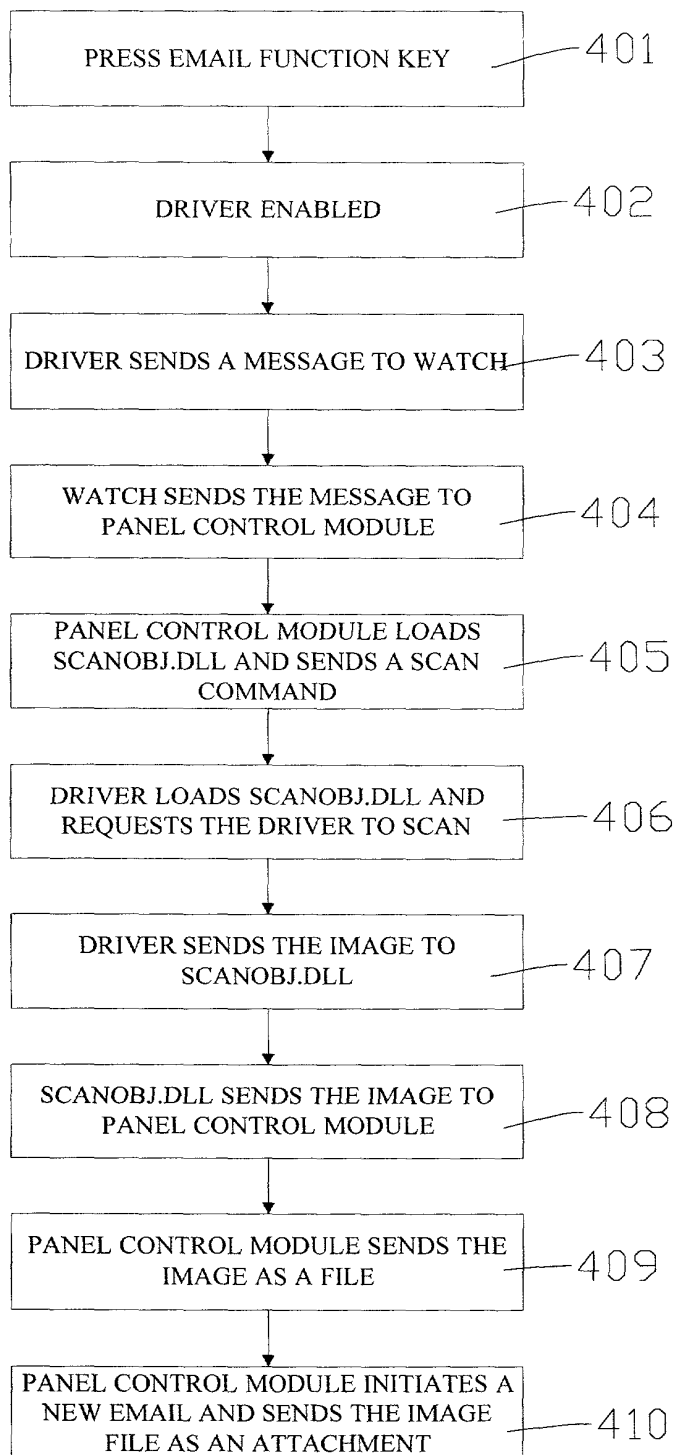 PRESS EMAIL FUNCTION KEY
401
DRIVER ENABLED
402
DRIVER SENDS A MESSAGE TO WATCH
403
WATCH SENDS THE MESSAGE TO
PANEL CONTROL MODULE
404
PANEL CONTROL MODULE LOADS
SCANOBJ.DLL AND SENDS A SCAN
COMMAND
405
DRIVER LOADS SCANOBJ.DLL AND
REQUESTS THE DRIVER TO SCAN
406
DRIVER SENDS THE IMAGE TO
SCANOBJ.DLL
407
SCANOBJ.DLL SENDS THE IMAGE TO
PANEL CONTROL MODULE
408
PANEL CONTROL MODULE SENDS THE
IMAGE AS A FILE
409
PANEL CONTROL MODULE INITIATES A
NEW EMAIL AND SENDS THE IMAGE
FILE AS AN ATTACHMENT
410